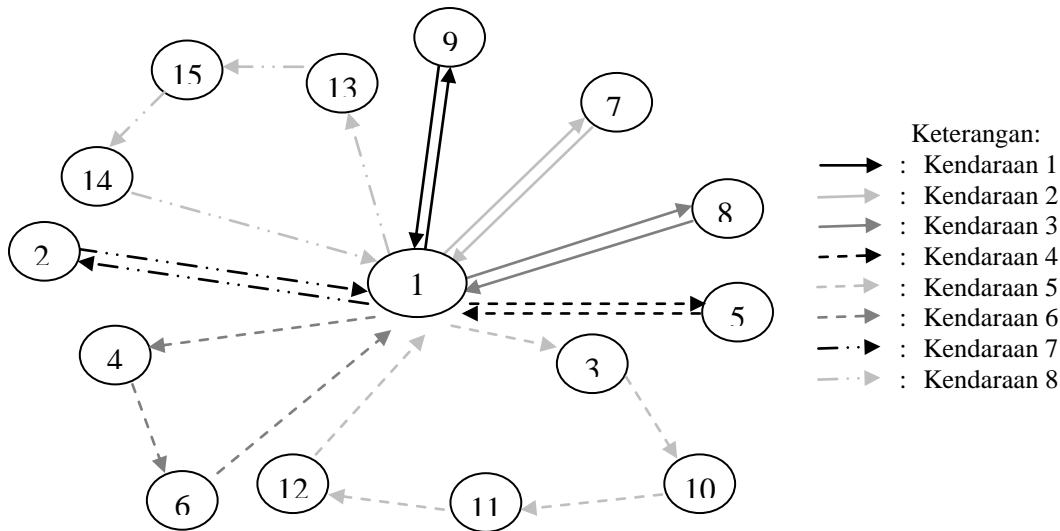 9
15
13
7
14
8
2
1
5
4
3
12
10
6
11
Keterangan:
: Kendaraan 1
: Kendaraan 2
: Kendaraan 3
: Kendaraan 4
: Kendaraan 5
: Kendaraan 6
: Kendaraan 7
: Kendaraan 8